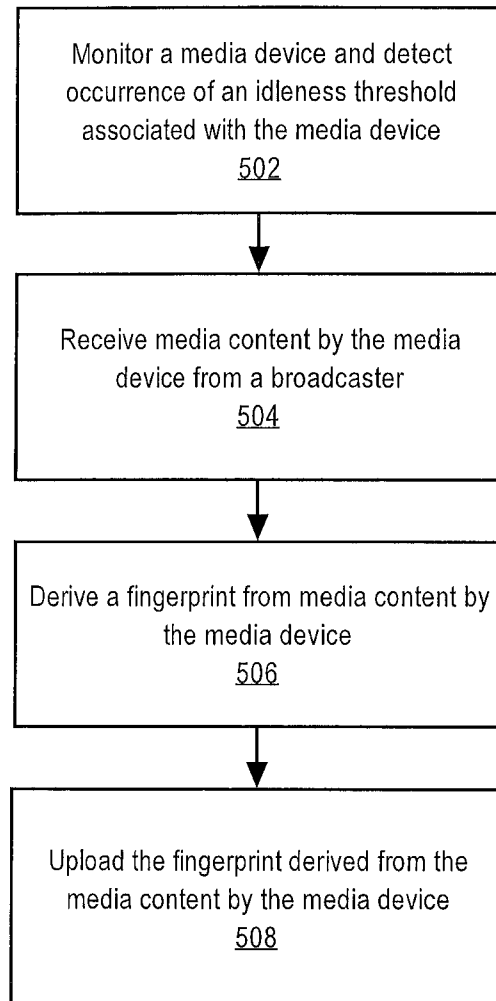 Monitor a media device and detect
occurrence of an idleness threshold
associated with the media device
502
Receive media content by the media
device from a broadcaster
504
Derive a fingerprint from media content by
the media device
506
Upload the fingerprint derived from the
media content by the media device
508